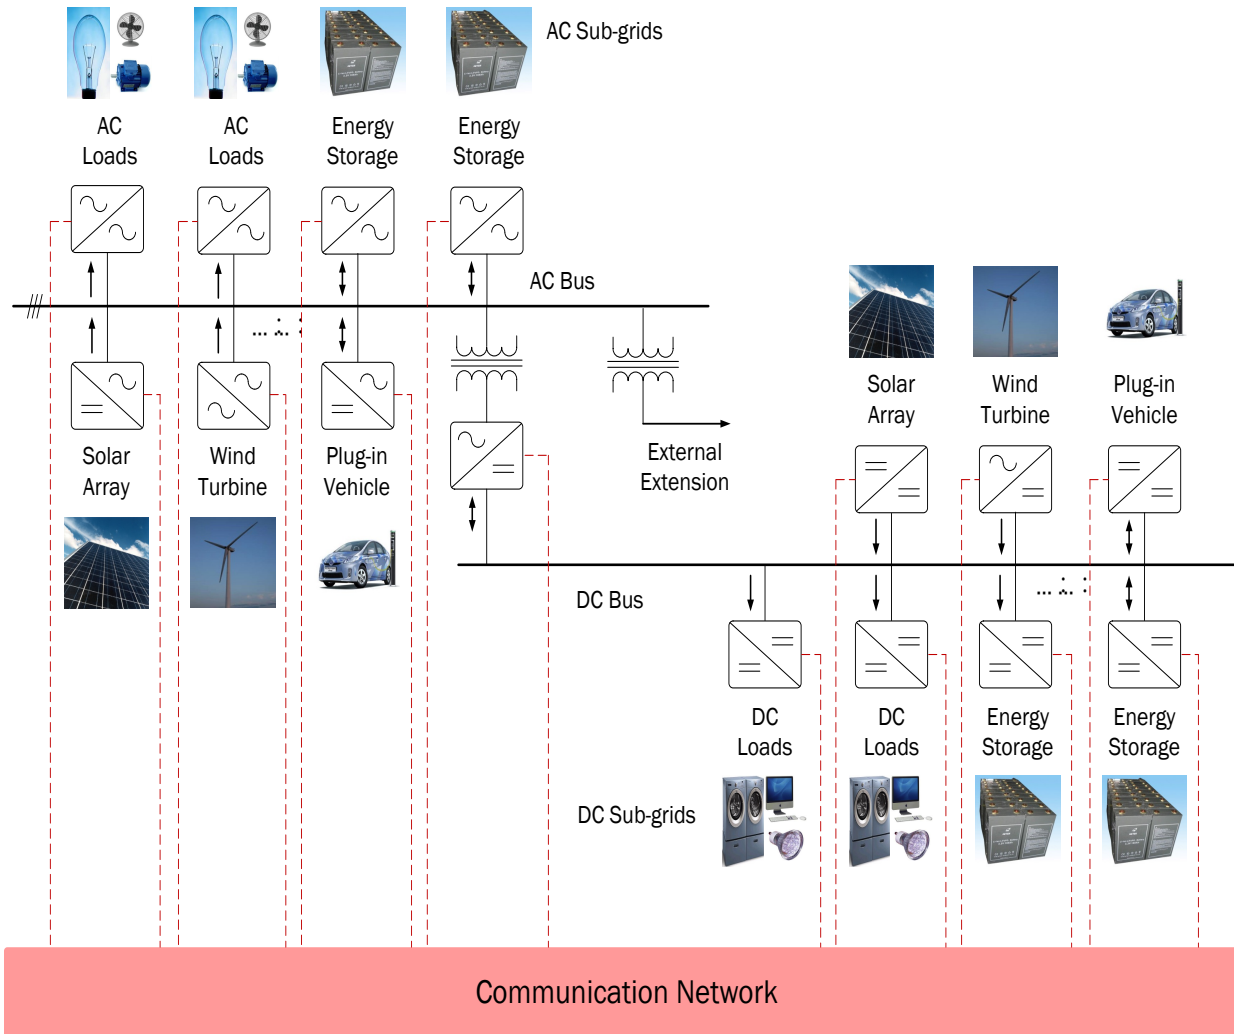 AC Sub-grids
AC
Loads
AC
Loads
Energy
Storage
Energy
Storage
AC Bus
Solar
Array
Wind
Turbine
Plug-in
Vehicle
External
Extension
Solar
Array
Wind
Turbine
Plug-in
Vehicle
DC Bus
DC
Loads
DC
Loads
Energy
Storage
Energy
Storage
DC Sub-grids
Communication Network